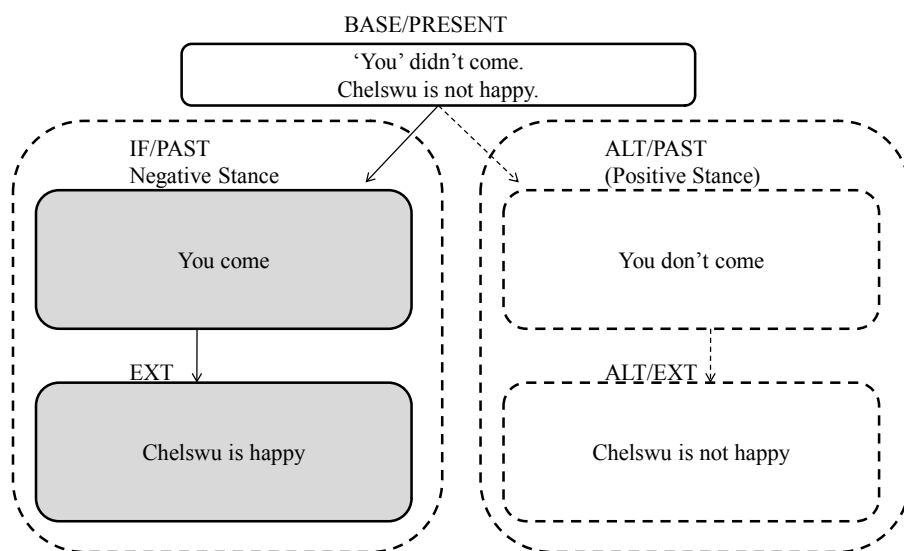 BASE/PRESENT
‘You’ didn’t come.
Chelswu is not happy.
IF/PAST
Negative Stance
You come
EXT
Chelswu is happy
ALT/PAST
(Positive Stance)
You don’t come
ALT/EXT
Chelswu is not happy